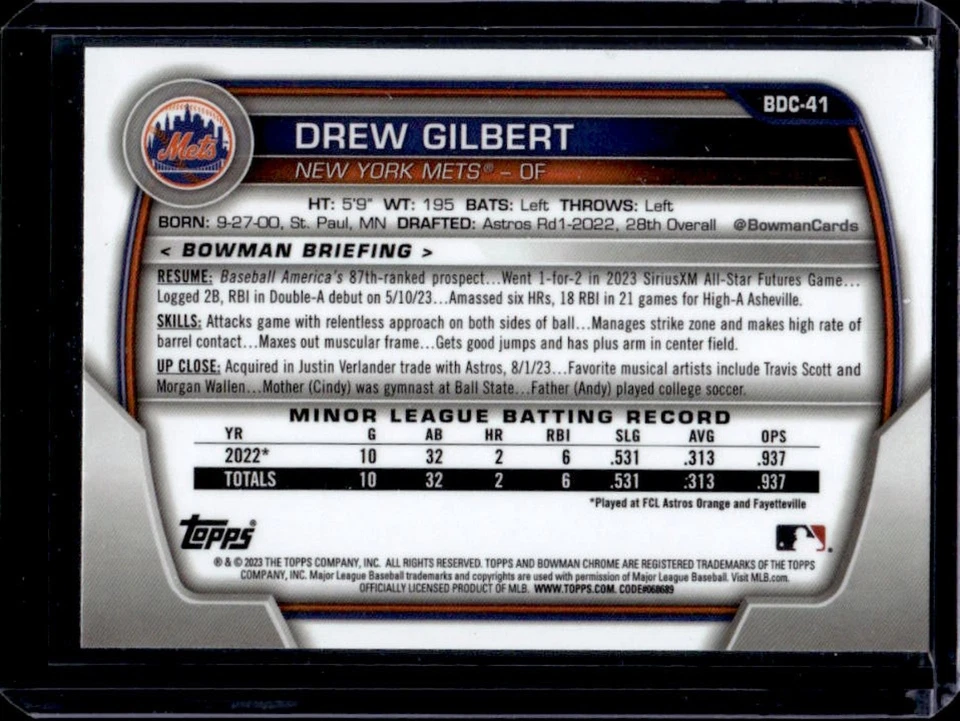 BDC-41
Mets
DREW GILBERT
NEW YORK METS® – OF
HT: 5'9" WT: 195 BATS: Left THROWS: Left
BORN: 9-27-00, St. Paul, MN DRAFTED: Astros Rd1-2022, 28th Overall @BowmanCards
< BOWMAN BRIEFING >
RESUME: Baseball America's 87th-ranked prospect...Went 1-for-2 in 2023 SiriusXM All-Star Futures Game...
Logged 2B, RBI in Double-A debut on 5/10/23...Amassed six HRs, 18 RBI in 21 games for High-A Asheville.
SKILLS: Attacks game with relentless approach on both sides of ball...Manages strike zone and makes high rate of
barrel contact...Maxes out muscular frame...Gets good jumps and has plus arm in center field.
UP CLOSE: Acquired in Justin Verlander trade with Astros, 8/1/23...Favorite musical artists include Travis Scott and
Morgan Wallen...Mother (Cindy) was gymnast at Ball State...Father (Andy) played college soccer.
MINOR LEAGUE BATTING RECORD
YR G AB HR RBI SLG AVG OPS
2022* 10 32 2 6 .531 .313 .937
TOTALS 10 32 2 6 .531 .313 .937
*Played at FCL Astros Orange and Fayetteville
topps®
® & © 2023 THE TOPPS COMPANY, INC. ALL RIGHTS RESERVED. TOPPS AND BOWMAN CHROME ARE REGISTERED TRADEMARKS OF THE TOPPS
COMPANY, INC. Major League Baseball trademarks and copyrights are used with permission of Major League Baseball. Visit MLB.com.
OFFICIALLY LICENSED PRODUCT OF MLB. WWW.TOPPS.COM. CODE#060689